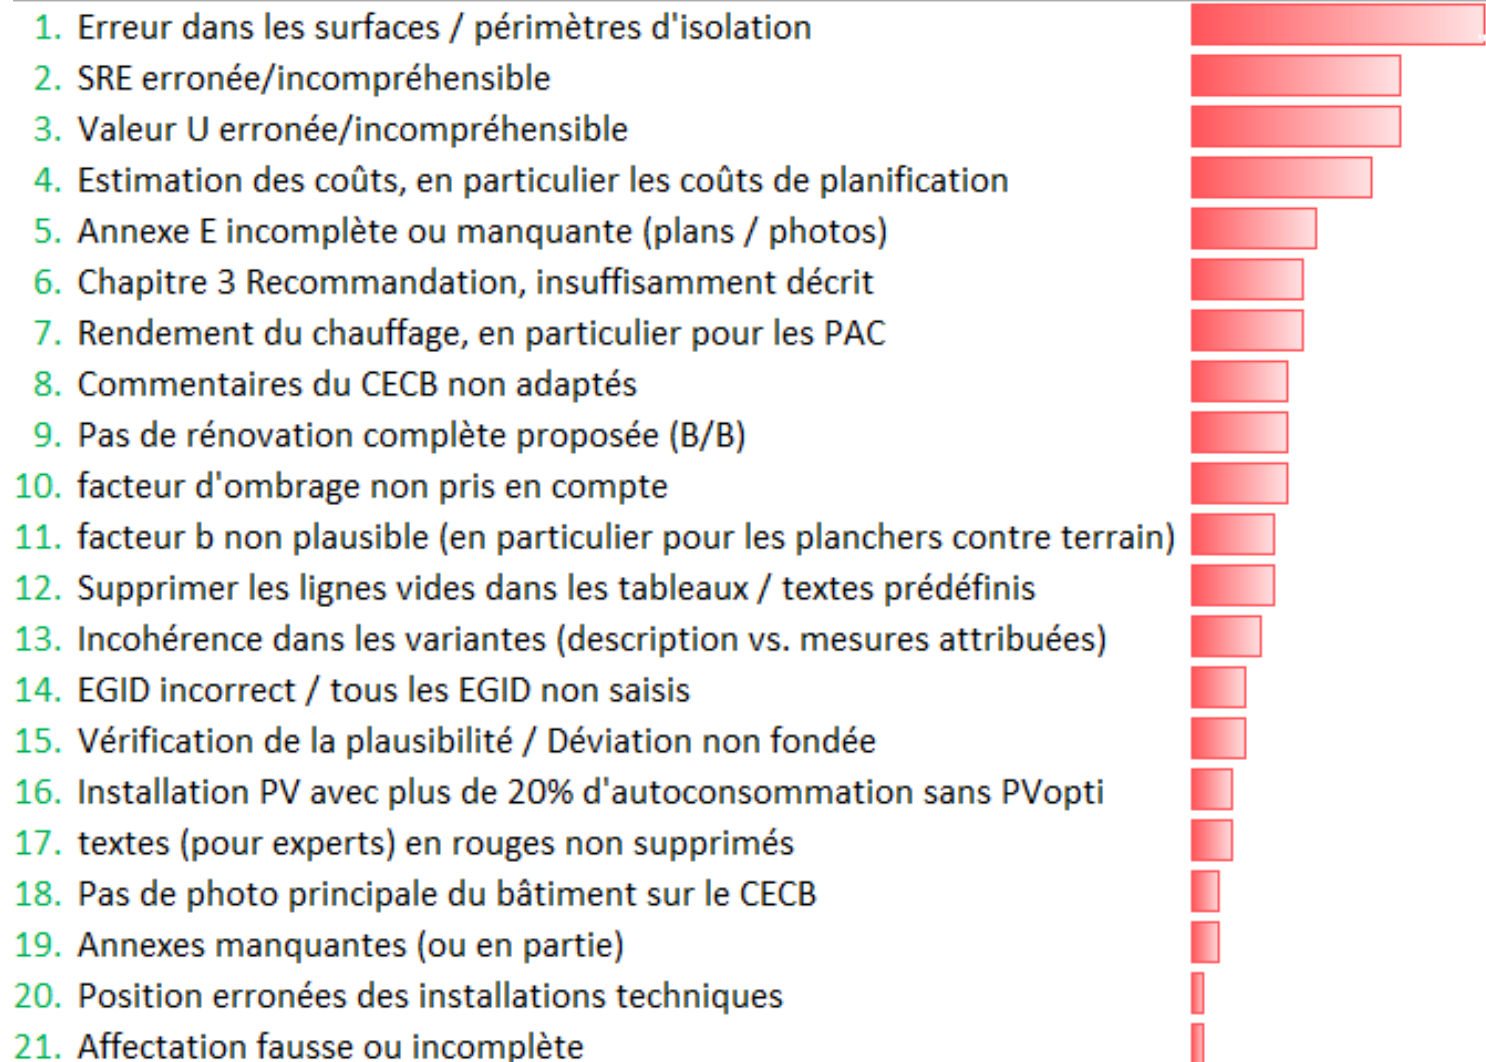 1. Erreur dans les surfaces / périmètres d'isolation
2. SRE erronée/incompréhensible
3. Valeur U erronée/incompréhensible
4. Estimation des coûts, en particulier les coûts de planification
5. Annexe E incomplète ou manquante (plans / photos)
6. Chapitre 3 Recommandation, insuffisamment décrit
7. Rendement du chauffage, en particulier pour les PAC
8. Commentaires du CECB non adaptés
9. Pas de rénovation complète proposée (B/B)
10. facteur d'ombrage non pris en compte
11. facteur b non plausible (en particulier pour les planchers contre terrain)
12. Supprimer les lignes vides dans les tableaux / textes prédéfinis
13. Incohérence dans les variantes (description vs. mesures attribuées)
14. EGID incorrect / tous les EGID non saisis
15. Vérification de la plausibilité / Déviation non fondée
16. Installation PV avec plus de 20% d'autoconsommation sans PVopti
17. textes (pour experts) en rouges non supprimés
18. Pas de photo principale du bâtiment sur le CECB
19. Annexes manquantes (ou en partie)
20. Position erronées des installations techniques
21. Affectation fausse ou incomplète